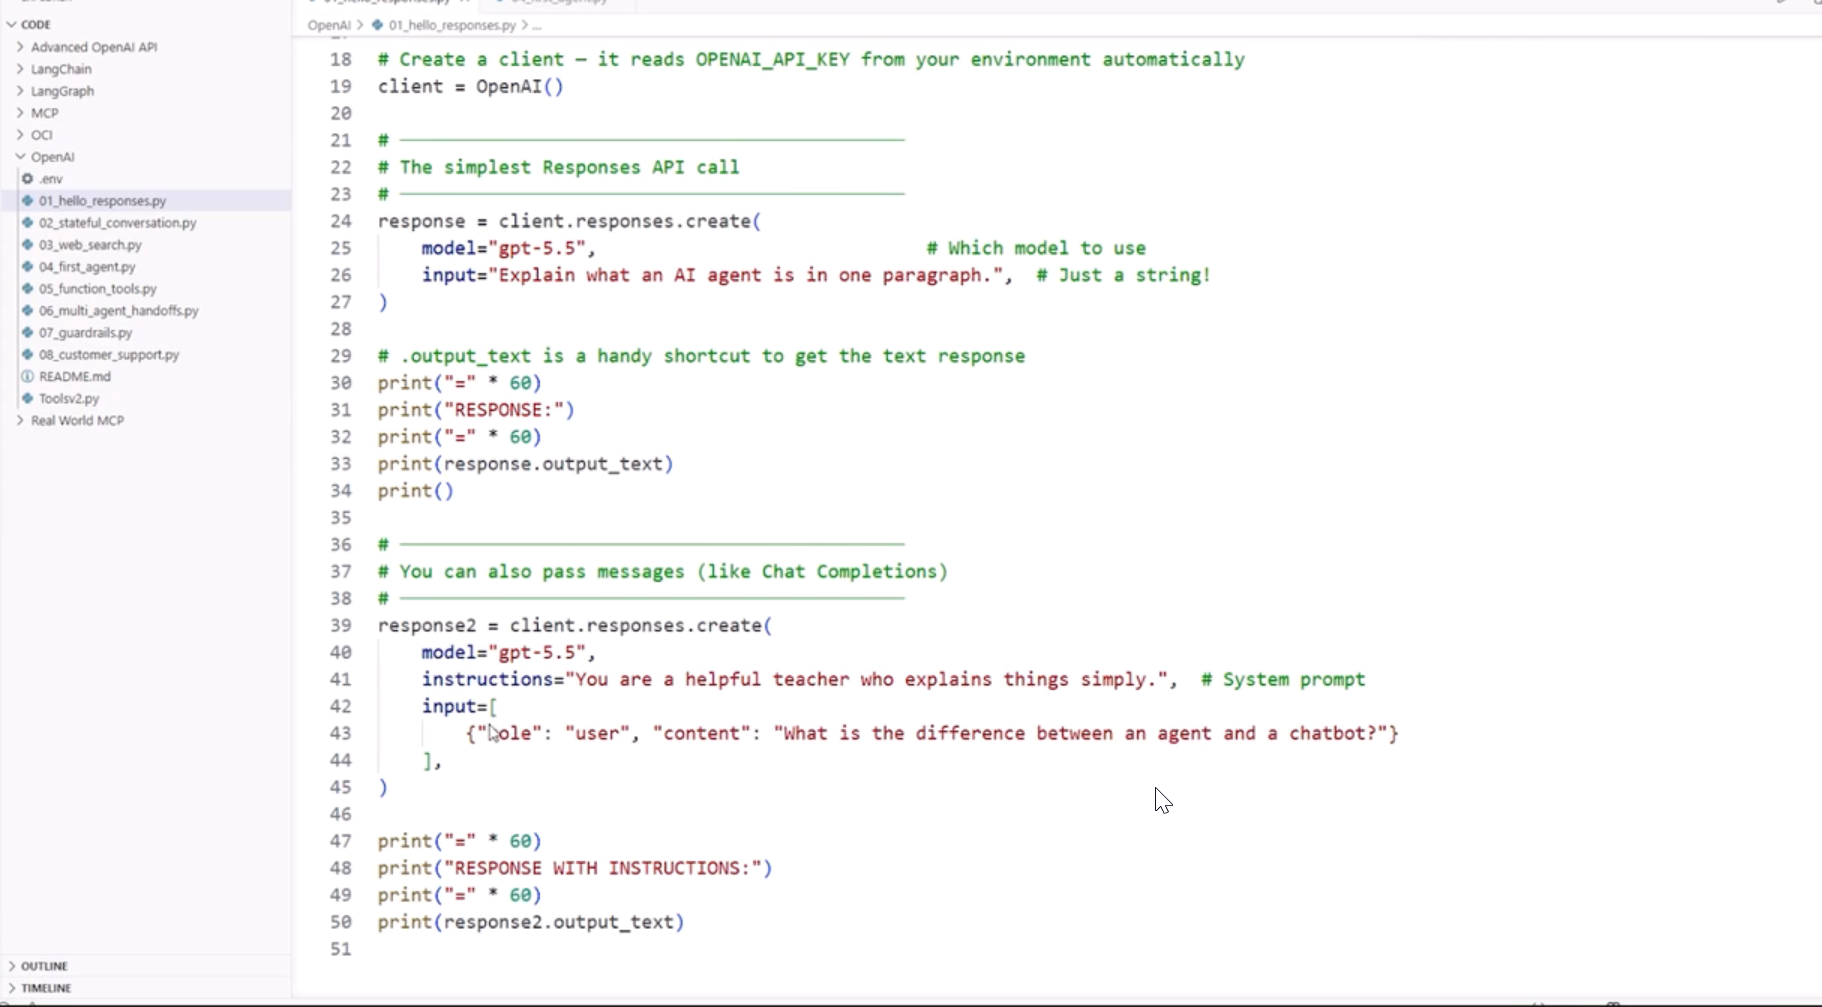 CODE
Advanced OpenAI API
LangChain
LangGraph
MCP
OCI
OpenAI
.env
01_hello_responses.py
02_stateful_conversation.py
03_web_search.py
04_first_agent.py
05_function_tools.py
06_multi_agent_handoffs.py
07_guardrails.py
08_customer_support.py
README.md
Toolsv2.py
Real World MCP
OUTLINE
TIMELINE
OpenAI > 01_hello_responses.py > ...
18 # Create a client — it reads OPENAI_API_KEY from your environment automatically
19 client = OpenAI()
20
21 # ──────────────────────────────
22 # The simplest Responses API call
23 # ──────────────────────────────
24 response = client.responses.create(
25     model="gpt-5.5",                              # Which model to use
26     input="Explain what an AI agent is in one paragraph.",  # Just a string!
27 )
28
29 # .output_text is a handy shortcut to get the text response
30 print("=" * 60)
31 print("RESPONSE:")
32 print("=" * 60)
33 print(response.output_text)
34 print()
35
36 # ──────────────────────────────
37 # You can also pass messages (like Chat Completions)
38 # ──────────────────────────────
39 response2 = client.responses.create(
40     model="gpt-5.5",
41     instructions="You are a helpful teacher who explains things simply.",  # System prompt
42     input=[
43         {"role": "user", "content": "What is the difference between an agent and a chatbot?"}
44     ],
45 )
46
47 print("=" * 60)
48 print("RESPONSE WITH INSTRUCTIONS:")
49 print("=" * 60)
50 print(response2.output_text)
51